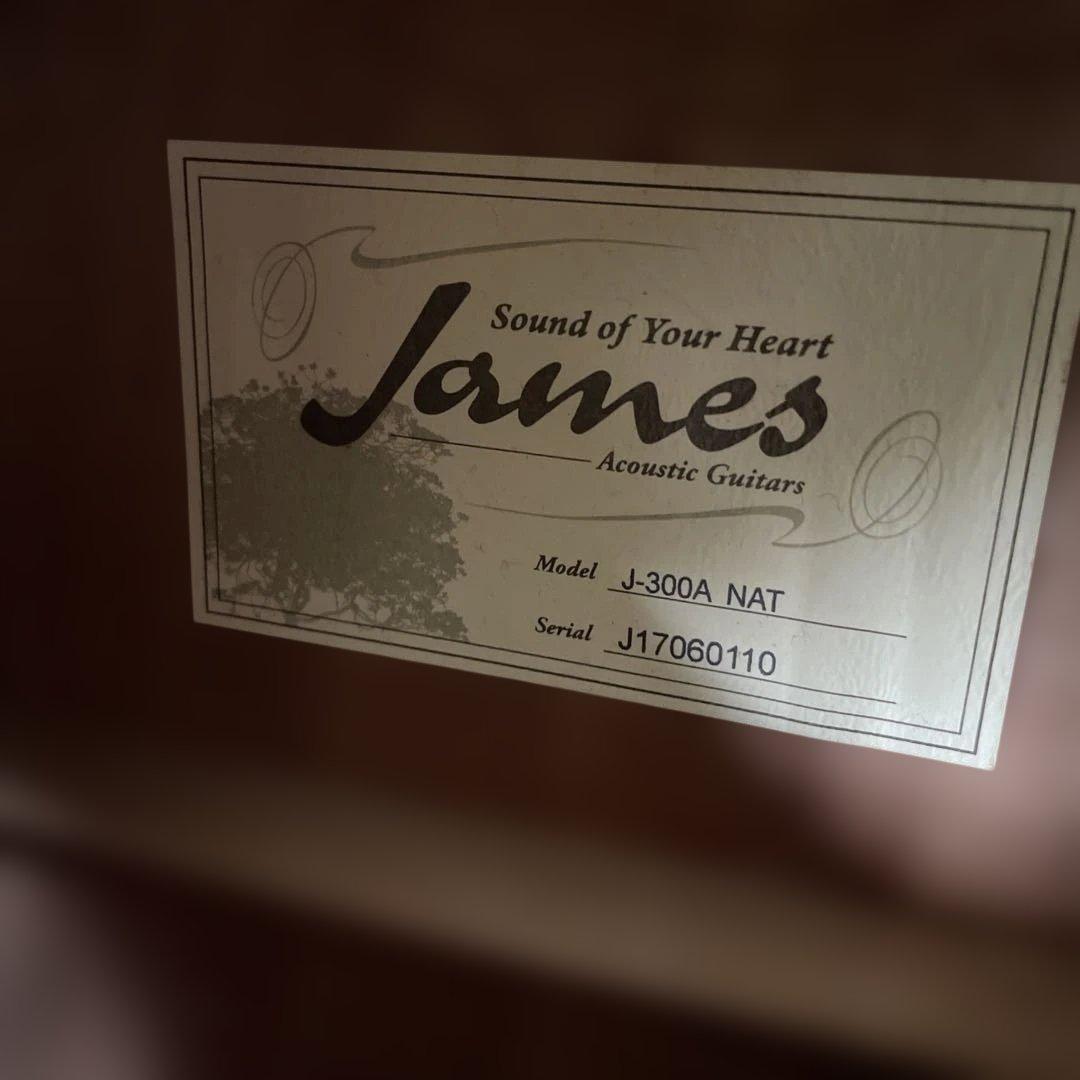 Sound of Your Heart
James
Acoustic Guitars
Model J-300A NAT
Serial J17060110